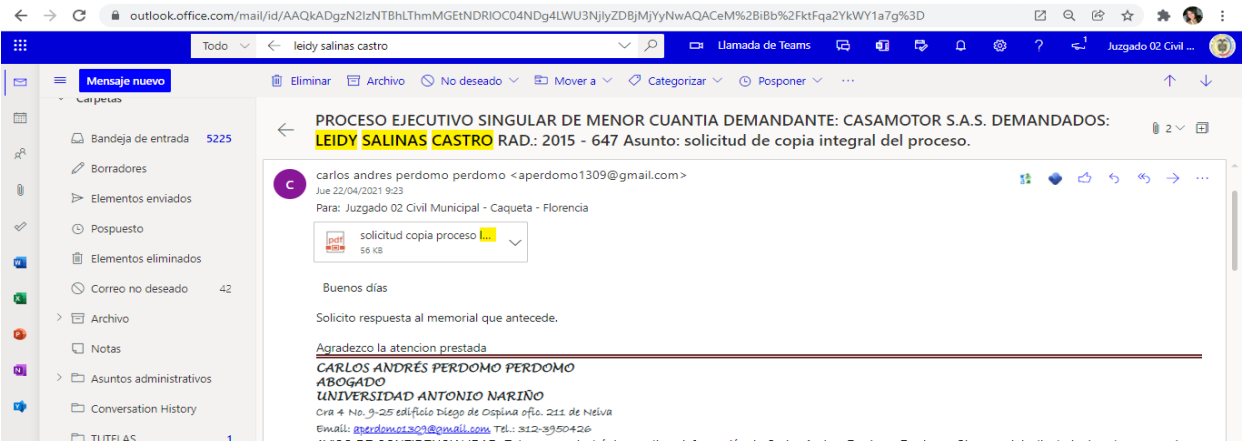 outlook.office.com/mail/id/AAQkADgzN2IzNTBhLThmMGEtNDRlOC04NDg4LWU3NjIyZDBjMjYyNwAQACeM%2BiBb%2FktFqa2YkWY1a7g%3D
Todo leidy salinas castro Llamada de Teams Juzgado 02 Civil ...
Mensaje nuevo Eliminar Archivo No deseado Mover a Categorizar Posponer ...
Carpetas
Bandeja de entrada 5225
Borradores
Elementos enviados
Pospuesto
Elementos eliminados
Correo no deseado 42
Archivo
Notas
Asuntos administrativos
Conversation History
TUTELAS 1
PROCESO EJECUTIVO SINGULAR DE MENOR CUANTIA DEMANDANTE: CASAMOTOR S.A.S. DEMANDADOS:
LEIDY SALINAS CASTRO RAD.: 2015 - 647 Asunto: solicitud de copia integral del proceso.
2
C
carlos andres perdomo perdomo <aperdomo1309@gmail.com>
Jue 22/04/2021 9:23
Para: Juzgado 02 Civil Municipal - Caqueta - Florencia
pdf
solicitud copia proceso l...
56 KB
Buenos días
Solicito respuesta al memorial que antecede.
Agradezco la atencion prestada
CARLOS ANDRÉS PERDOMO PERDOMO
ABOGADO
UNIVERSIDAD ANTONIO NARIÑO
Cra 4 No. 9-25 edificio Diego de Ospina ofic. 211 de Neiva
Email: aperdomo1309@gmail.com Tel.: 312-3950426